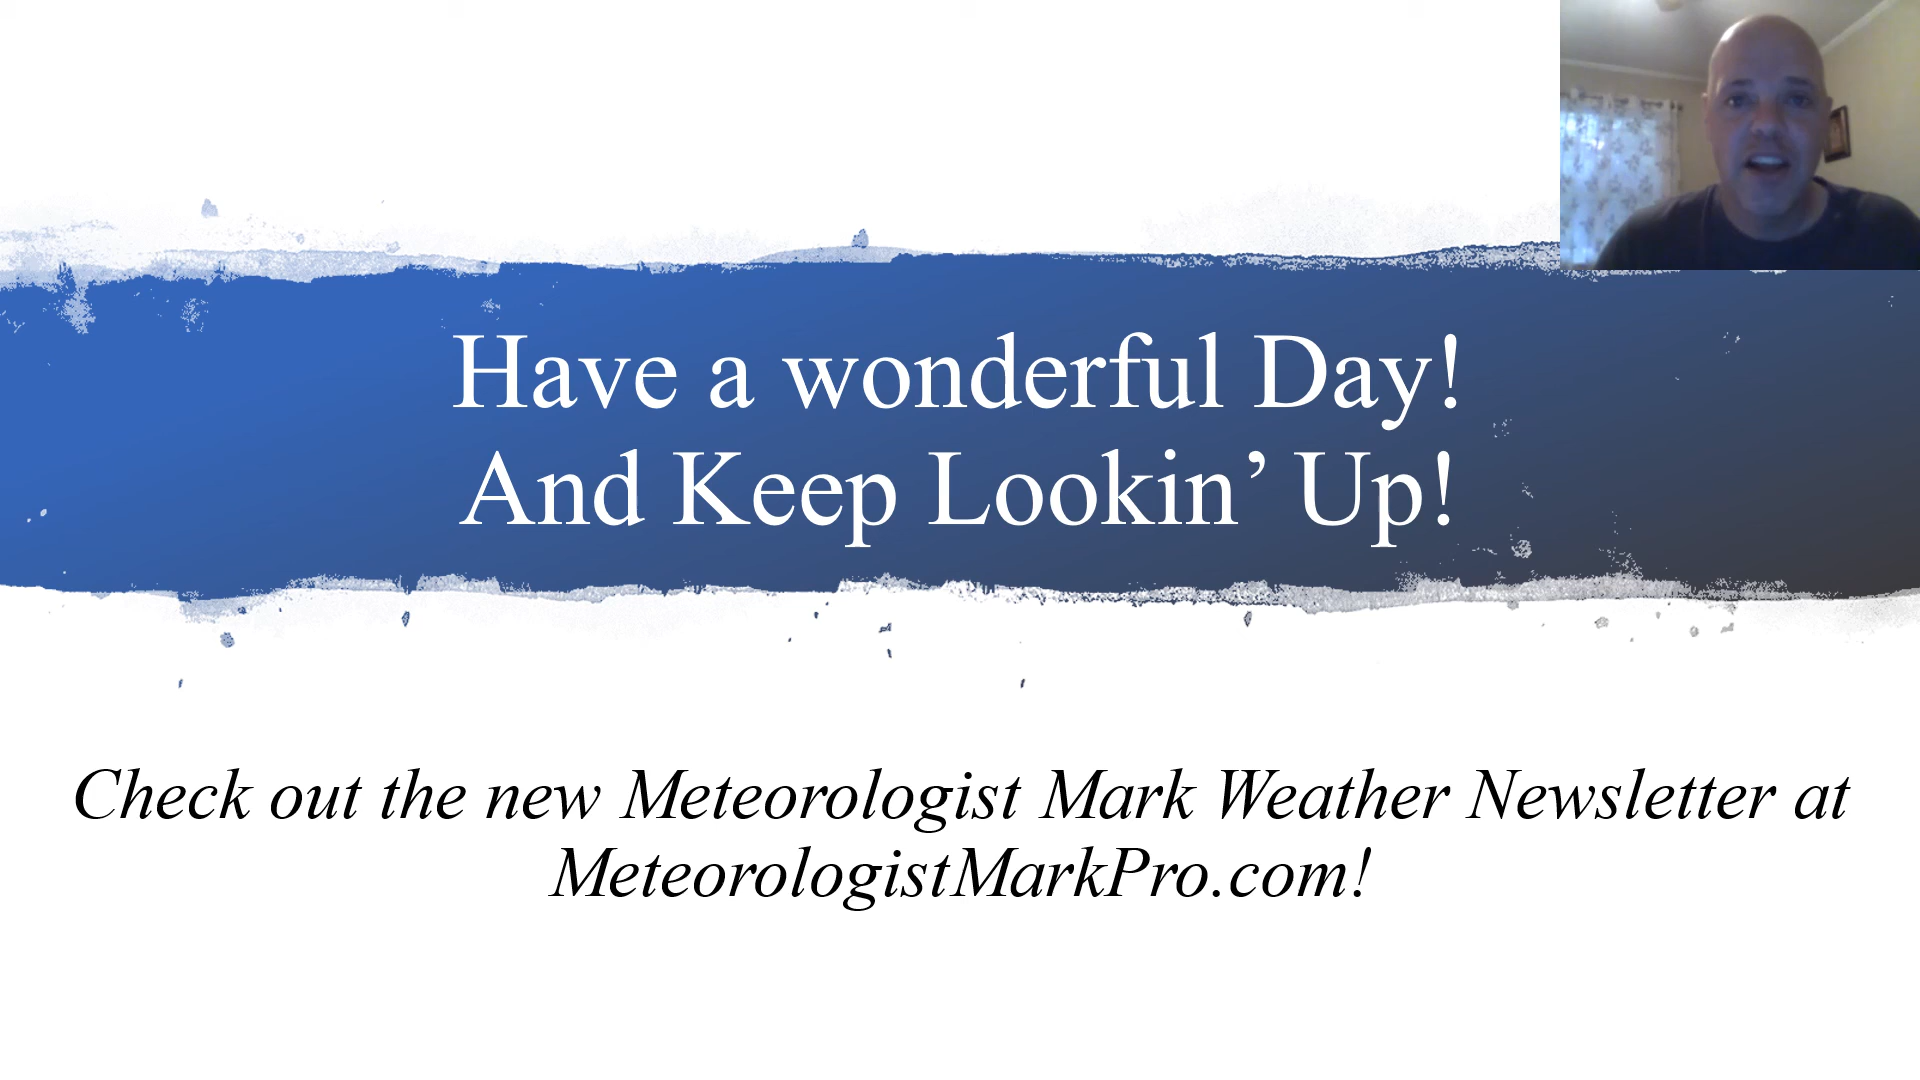 Have a wonderful Day!
And Keep Lookin’ Up!
Check out the new Meteorologist Mark Weather Newsletter at
MeteorologistMarkPro.com!